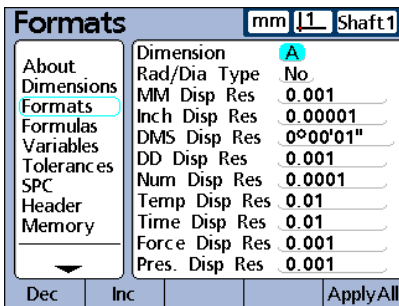 Formats
mm ⊥1 Shaft1
About
Dimensions
Formats
Formulas
Variables
Tolerances
SPC
Header
Memory
Dimension A
Rad/Dia Type No
MM Disp Res 0.001
Inch Disp Res 0.00001
DMS Disp Res 0°00'01"
DD Disp Res 0.001
Num Disp Res 0.0001
Temp Disp Res 0.01
Time Disp Res 0.01
Force Disp Res 0.001
Pres. Disp Res 0.001
Dec Inc ApplyAll